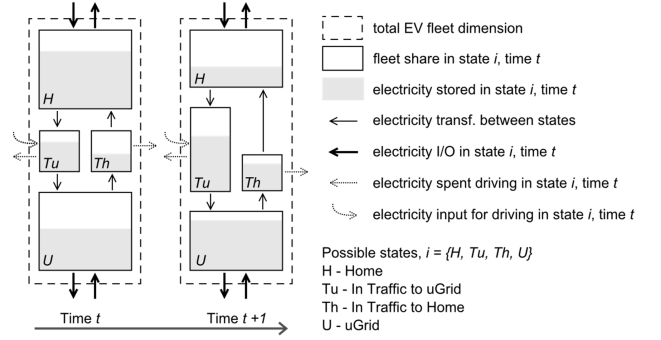 total EV fleet dimension
fleet share in state i, time t
electricity stored in state i, time t
electricity transf. between states
electricity I/O in state i, time t
electricity spent driving in state i, time t
electricity input for driving in state i, time t
Possible states, i = {H, Tu, Th, U}
H - Home
Tu - In Traffic to uGrid
Th - In Traffic to Home
U - uGrid
H
Tu
Th
U
H
Tu
Th
U
Time t
Time t +1